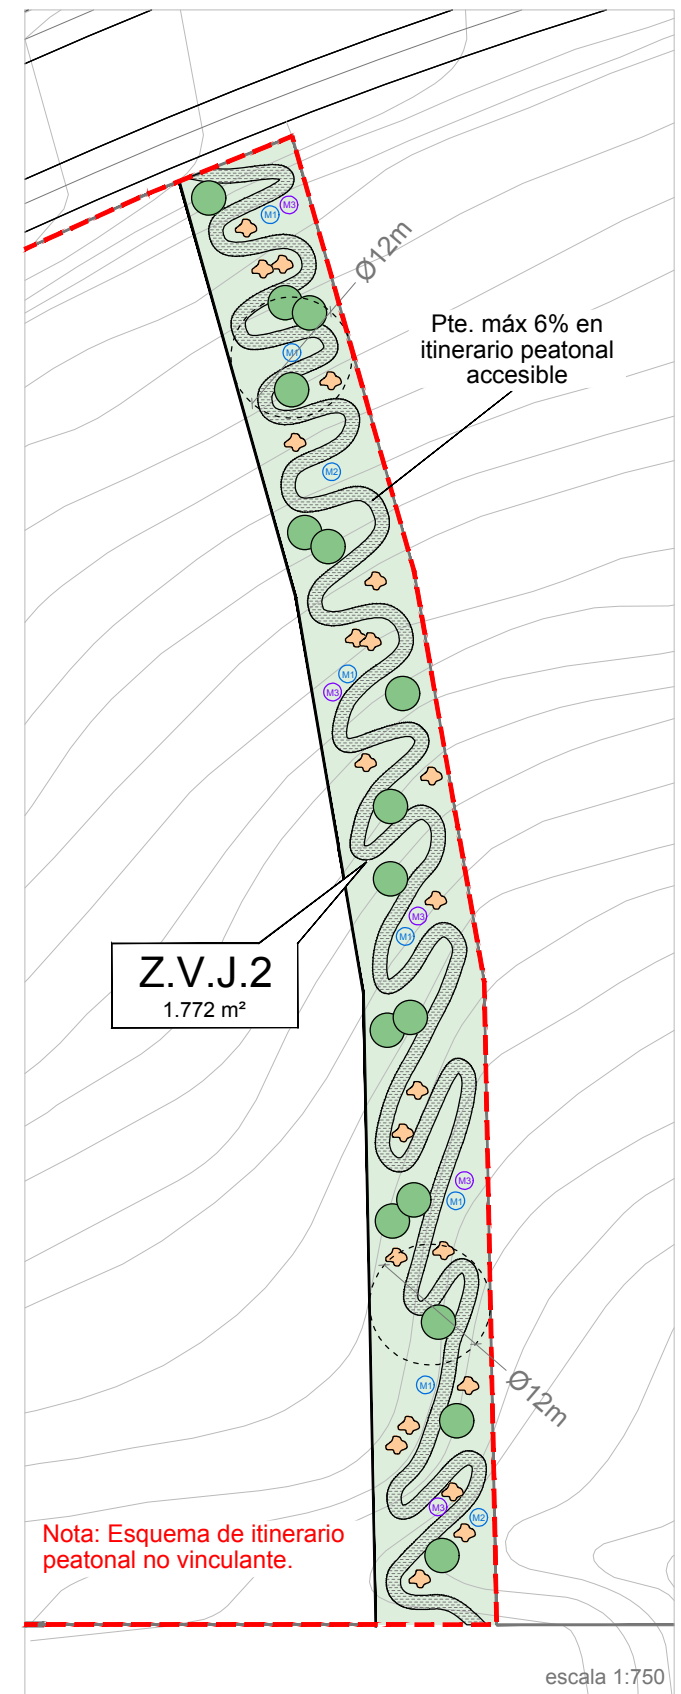 M3
M1
Ø12m
Pte. máx 6% en
itinerario peatonal
accesible
M1
M2
M1
M3
M3
M1
Z.V.J.2
1.772 m²
M3
M1
Ø12m
M1
M3
M2
Nota: Esquema de itinerario
peatonal no vinculante.
escala 1:750